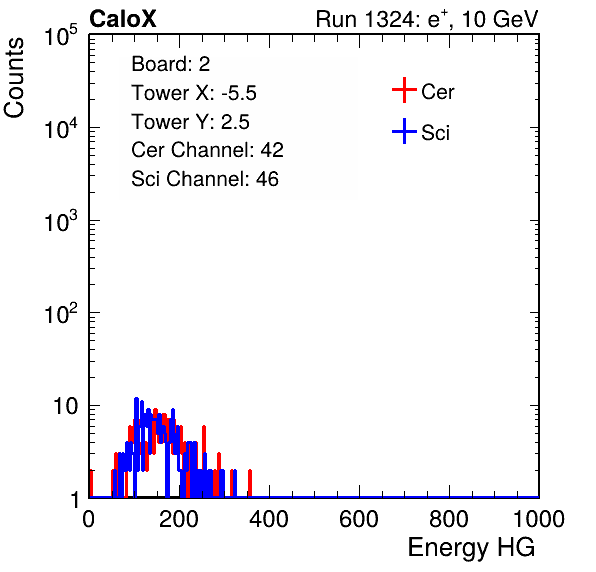 CaloX Run 1324: e⁺, 10 GeV
Counts
Board: 2
Tower X: -5.5
Tower Y: 2.5
Cer Channel: 42
Sci Channel: 46
Cer
Sci
10⁵
10⁴
10³
10²
10
1
0 200 400 600 800 1000
Energy HG